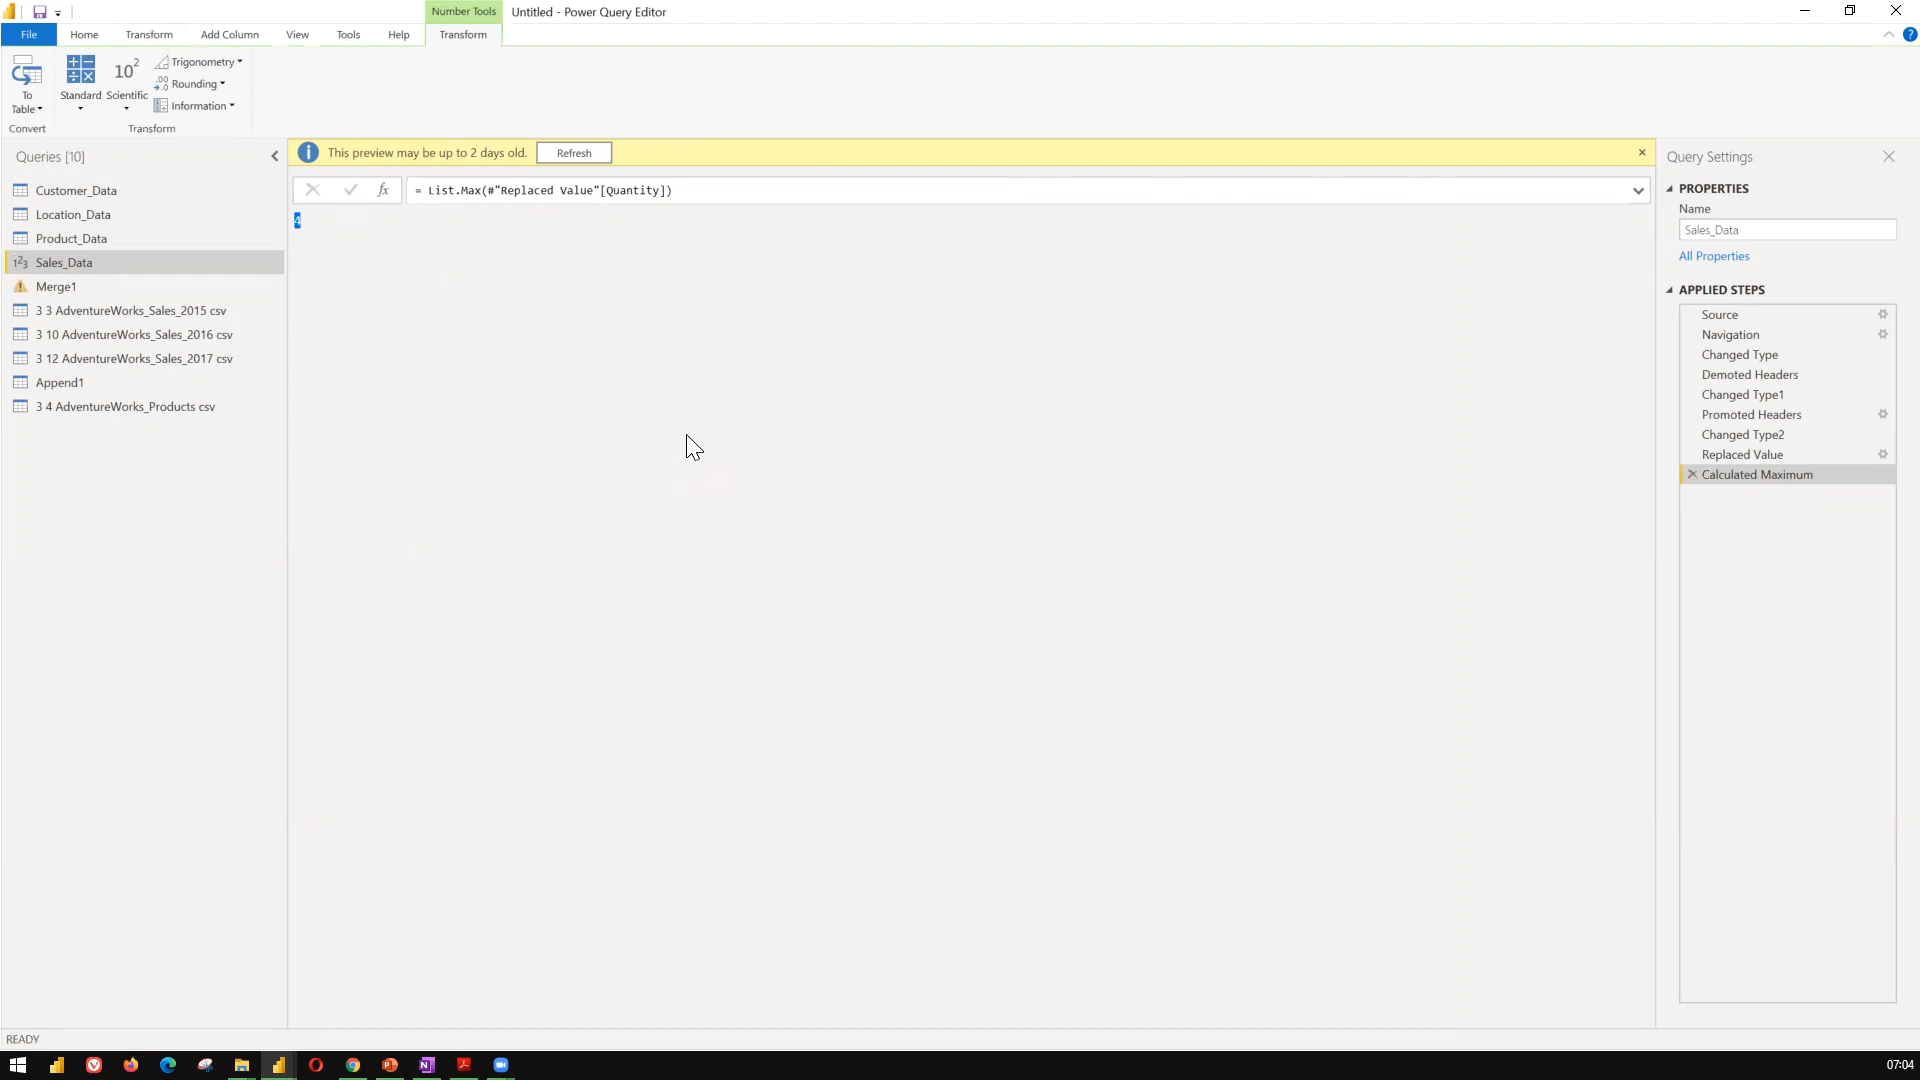 Number Tools
Untitled - Power Query Editor
File
Home
Transform
Add Column
View
Tools
Help
Transform
To
Table
Standard
Scientific
Trigonometry
Rounding
Information
Convert
Transform
Queries [10]
Customer_Data
Location_Data
Product_Data
Sales_Data
Merge1
3 3 AdventureWorks_Sales_2015 csv
3 10 AdventureWorks_Sales_2016 csv
3 12 AdventureWorks_Sales_2017 csv
Append1
3 4 AdventureWorks_Products csv
This preview may be up to 2 days old.
Refresh
= List.Max(#"Replaced Value"[Quantity])
Query Settings
PROPERTIES
Name
Sales_Data
All Properties
APPLIED STEPS
Source
Navigation
Changed Type
Demoted Headers
Changed Type1
Promoted Headers
Changed Type2
Replaced Value
Calculated Maximum
READY
07:04